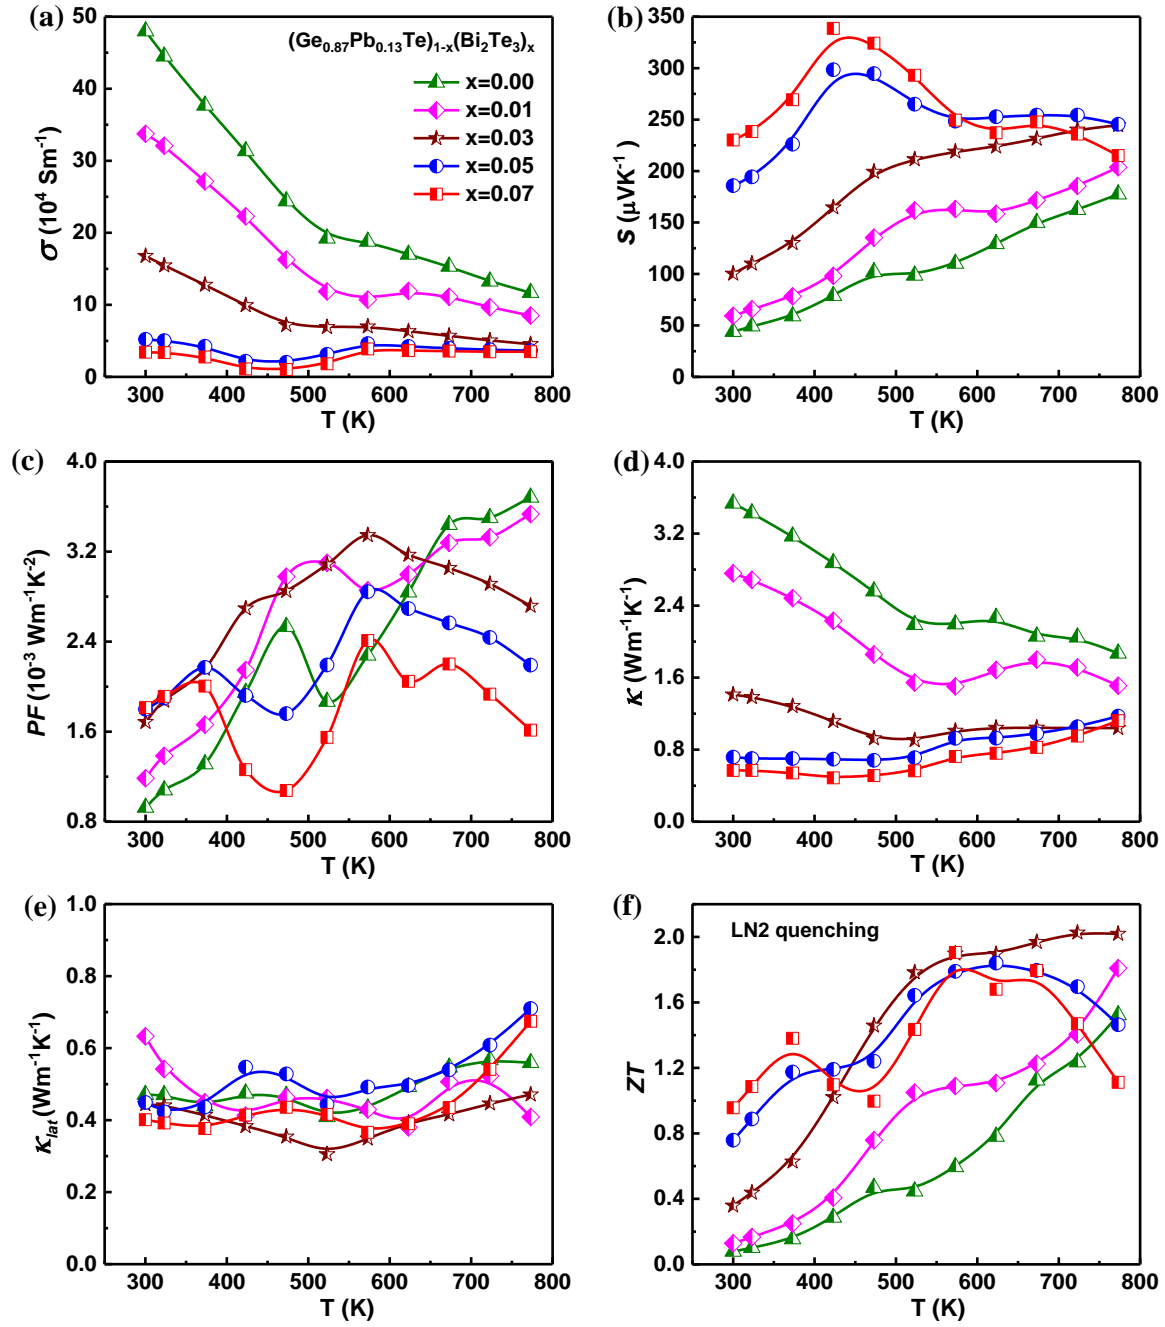 (a)
50
40
30
20
10
0
σ (10⁴ Sm⁻¹)
(Ge₀.₈₇Pb₀.₁₃Te)₁₋ₓ(Bi₂Te₃)ₓ
x=0.00
x=0.01
x=0.03
x=0.05
x=0.07
300 400 500 600 700 800
T (K)
(b)
350
300
250
200
150
100
50
0
S (μVK⁻¹)
300 400 500 600 700 800
T (K)
(c)
4.0
3.2
2.4
1.6
0.8
PF (10⁻³ Wm⁻¹K⁻²)
300 400 500 600 700 800
T (K)
(d)
4.0
3.2
2.4
1.6
0.8
0.0
κ (Wm⁻¹K⁻¹)
300 400 500 600 700 800
T (K)
(e)
1.0
0.8
0.6
0.4
0.2
0.0
κlat (Wm⁻¹K⁻¹)
300 400 500 600 700 800
T (K)
(f)
LN2 quenching
2.0
1.6
1.2
0.8
0.4
0.0
ZT
300 400 500 600 700 800
T (K)